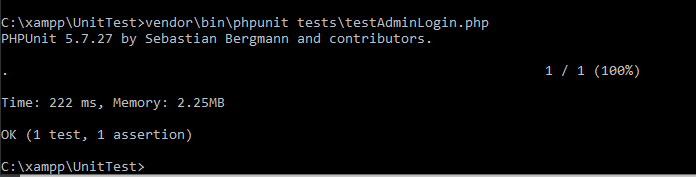 C:\xampp\UnitTest>vendor\bin\phpunit tests\testAdminLogin.php
PHPUnit 5.7.27 by Sebastian Bergmann and contributors.
. 1 / 1 (100%)
Time: 222 ms, Memory: 2.25MB
OK (1 test, 1 assertion)
C:\xampp\UnitTest>